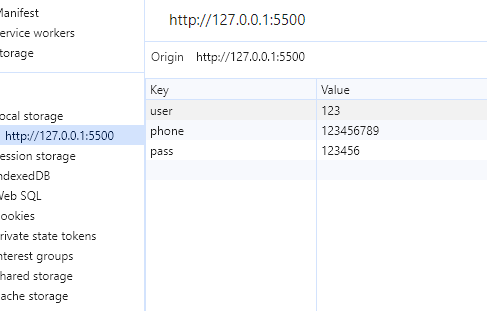 Manifest
ervice workers
torage
ocal storage
http://127.0.0.1:5500
ession storage
ndexedDB
Web SQL
ookies
rivate state tokens
nterest groups
hared storage
ache storage
http://127.0.0.1:5500
Origin http://127.0.0.1:5500
Key Value
user 123
phone 123456789
pass 123456